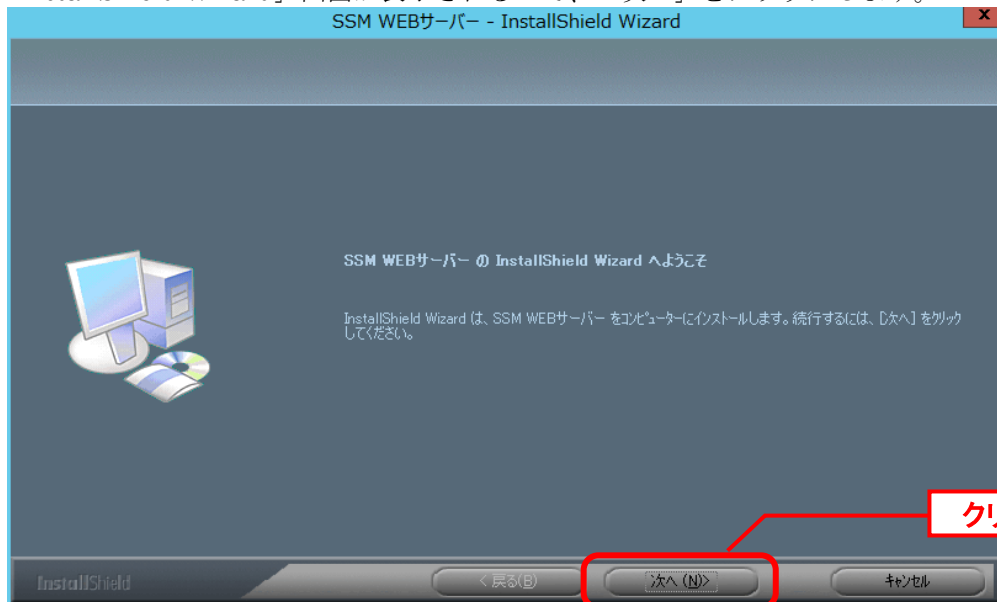 SSM WEBサーバー - InstallShield Wizard
SSM WEBサーバー の InstallShield Wizard へようこそ
InstallShield Wizard は、SSM WEBサーバー をコンピューターにインストールします。続行するには、[次へ] をクリック
してください。
クリ
InstallShield
< 戻る(B)
次へ (N)>
キャンセル